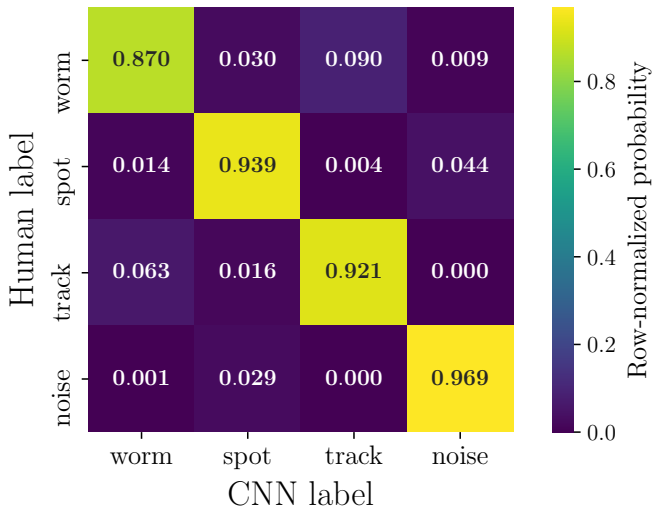 Human label
worm 0.870 0.030 0.090 0.009
spot 0.014 0.939 0.004 0.044
track 0.063 0.016 0.921 0.000
noise 0.001 0.029 0.000 0.969
worm spot track noise
CNN label
0.8
0.6
0.4
0.2
0.0
Row-normalized probability